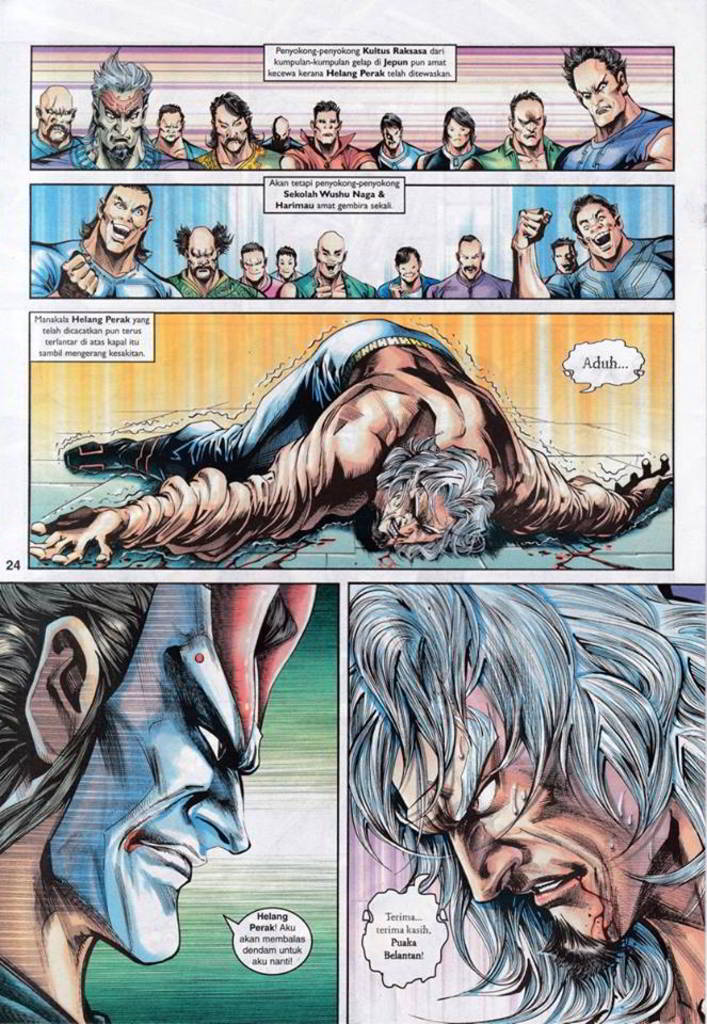 Penyokong-penyokong Kultus Raksasa dari
kumpulan-kumpulan gelap di Jepun pun amat
kecewa kerana Helang Perak telah ditewaskan.
Akan tetapi penyokong-penyokong
Sekolah Wushu Naga &
Harimau amat gembira sekali.
Manakala Helang Perak yang
telah dicacatkan pun terus
terlantar di atas kapal itu
sambil mengerang kesakitan.
Aduh...
24
Helang
Perak! Aku
akan membalas
dendam untuk
aku nanti!
Terima...
terima kasih,
Puaka
Belantan!